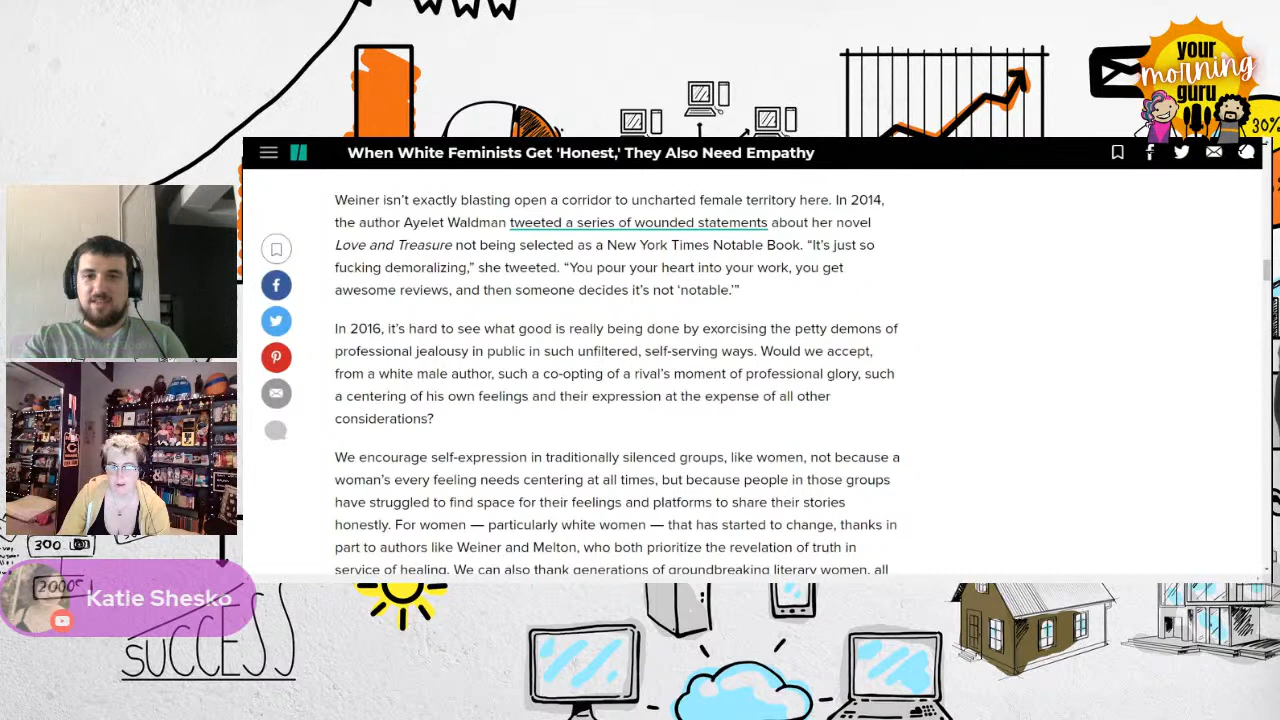 your
morning
guru
30%
When White Feminists Get 'Honest,' They Also Need Empathy
Weiner isn’t exactly blasting open a corridor to uncharted female territory here. In 2014,
the author Ayelet Waldman tweeted a series of wounded statements about her novel
Love and Treasure not being selected as a New York Times Notable Book. “It’s just so
fucking demoralizing,” she tweeted. “You pour your heart into your work, you get
awesome reviews, and then someone decides it’s not ‘notable.’”
In 2016, it’s hard to see what good is really being done by exorcising the petty demons of
professional jealousy in public in such unfiltered, self-serving ways. Would we accept,
from a white male author, such a co-opting of a rival’s moment of professional glory, such
a centering of his own feelings and their expression at the expense of all other
considerations?
We encourage self-expression in traditionally silenced groups, like women, not because a
woman’s every feeling needs centering at all times, but because people in those groups
have struggled to find space for their feelings and platforms to share their stories
honestly. For women — particularly white women — that has started to change, thanks in
part to authors like Weiner and Melton, who both prioritize the revelation of truth in
service of healing. We can also thank generations of groundbreaking literary women, all
300
2000
Katie Shesko
SUCCESS